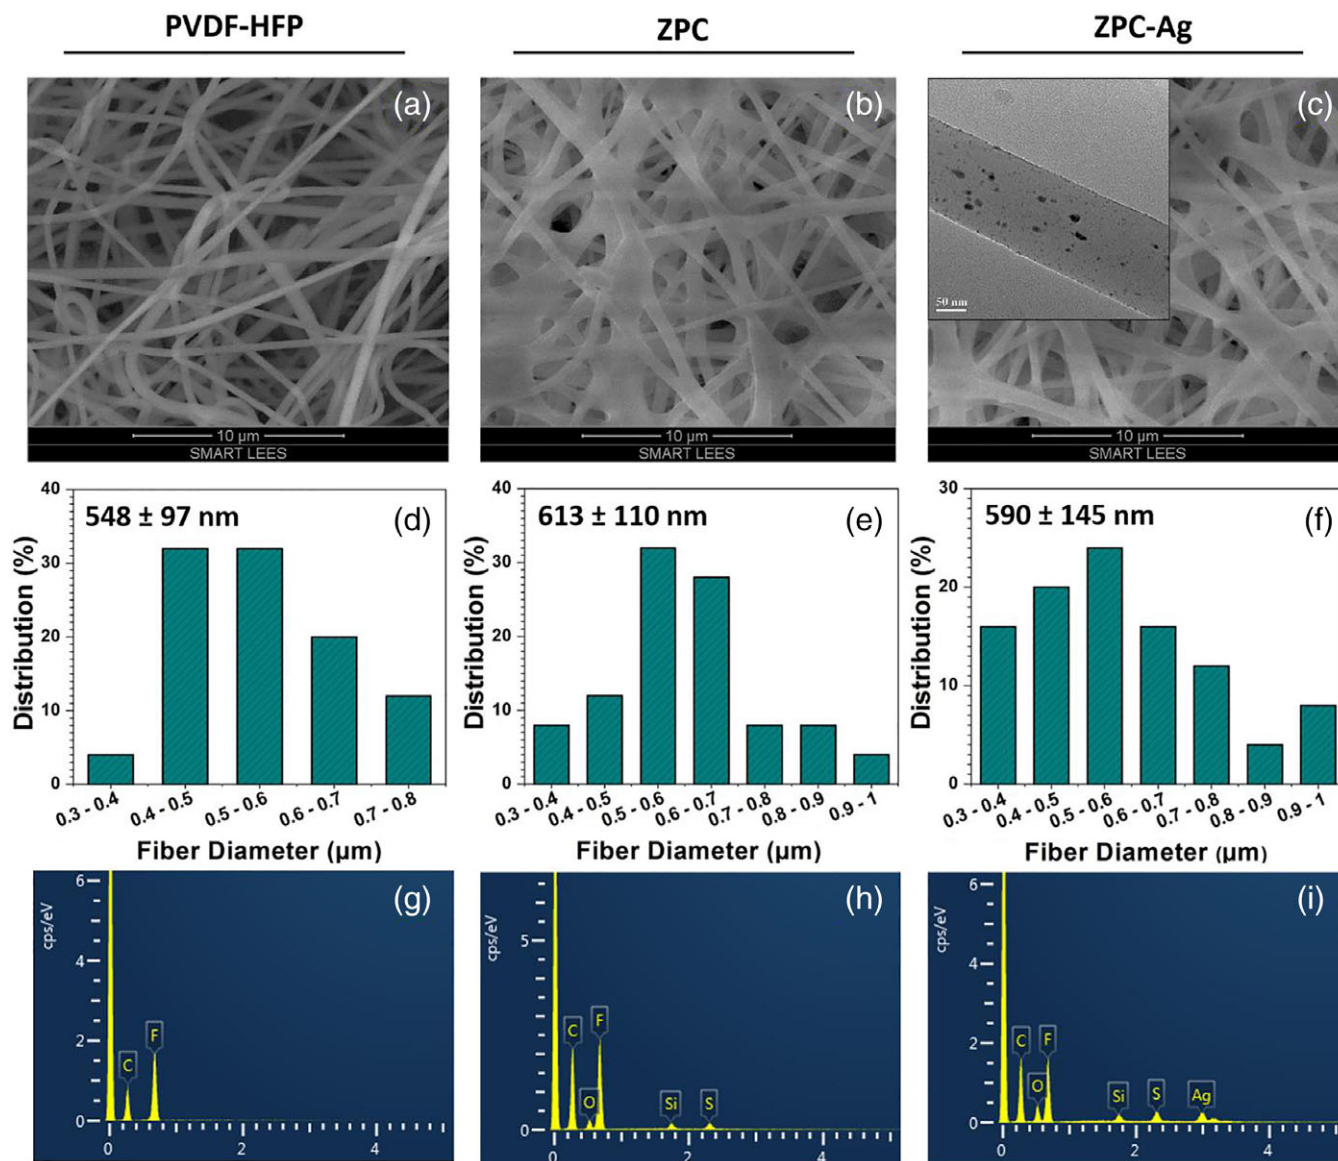 PVDF-HFP
ZPC
ZPC-Ag
(a)
(b)
(c)
50 nm
10 µm
SMART LEES
10 µm
SMART LEES
10 µm
SMART LEES
40
30
20
10
0
Distribution (%)
548 ± 97 nm
(d)
0.3 - 0.4
0.4 - 0.5
0.5 - 0.6
0.6 - 0.7
0.7 - 0.8
Fiber Diameter (µm)
40
30
20
10
0
Distribution (%)
613 ± 110 nm
(e)
0.3 - 0.4
0.4 - 0.5
0.5 - 0.6
0.6 - 0.7
0.7 - 0.8
0.8 - 0.9
0.9 - 1
Fiber Diameter (µm)
30
20
10
0
Distribution (%)
590 ± 145 nm
(f)
0.3 - 0.4
0.4 - 0.5
0.5 - 0.6
0.6 - 0.7
0.7 - 0.8
0.8 - 0.9
0.9 - 1
Fiber Diameter (µm)
(g)
cps/eV
6
4
2
0
C
F
0
2
4
(h)
cps/eV
5
0
C
O
F
Si
S
0
2
4
(i)
cps/eV
6
4
2
0
C
O
F
Si
S
Ag
0
2
4